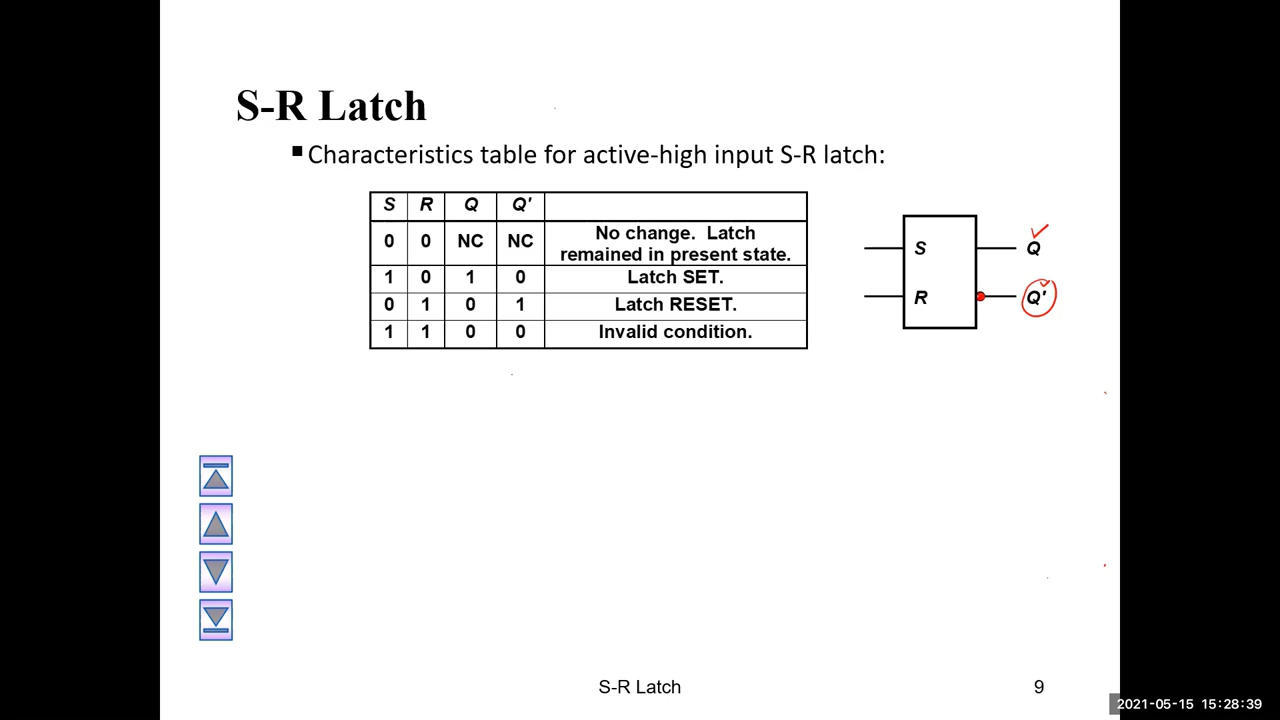 S-R Latch
▪ Characteristics table for active-high input S-R latch:
S R Q Q'
0 0 NC NC No change. Latch remained in present state.
1 0 1 0 Latch SET.
0 1 0 1 Latch RESET.
1 1 0 0 Invalid condition.
S Q
R Q'
S-R Latch 9
2021-05-15 15:28:39